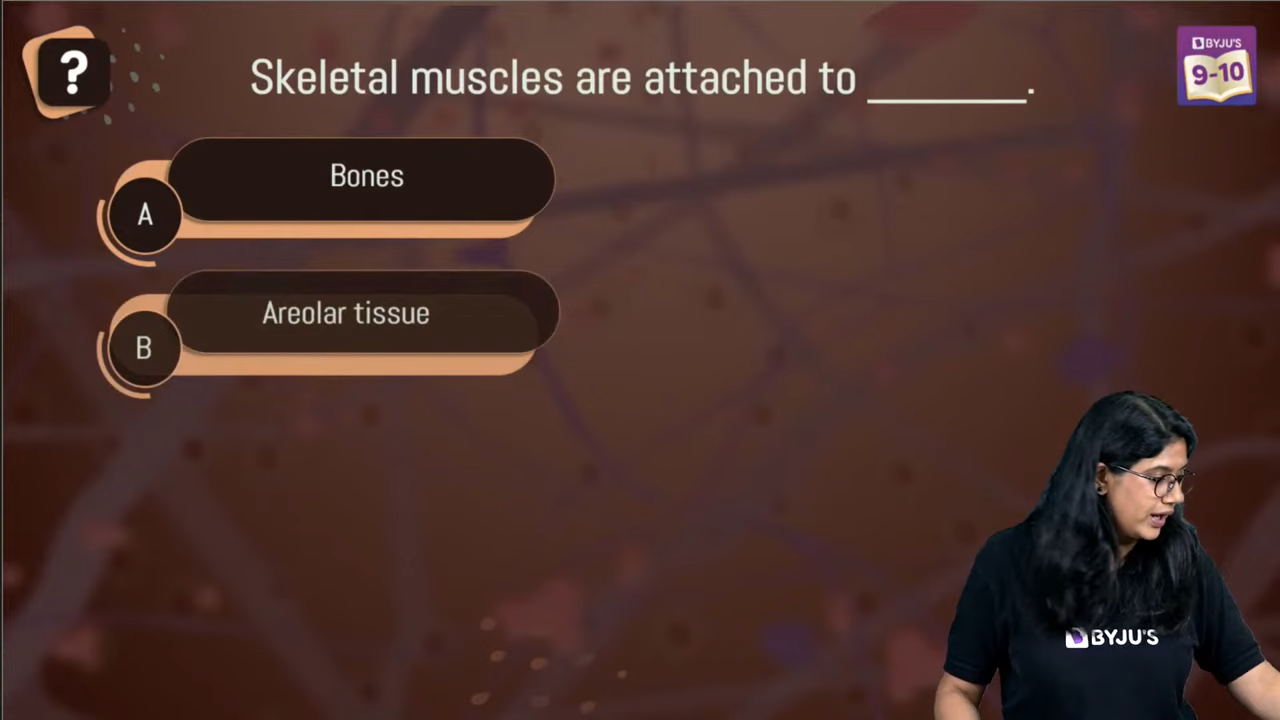 ?
Skeletal muscles are attached to ________.
BYJU'S
9-10
A
Bones
B
Areolar tissue
BYJU'S